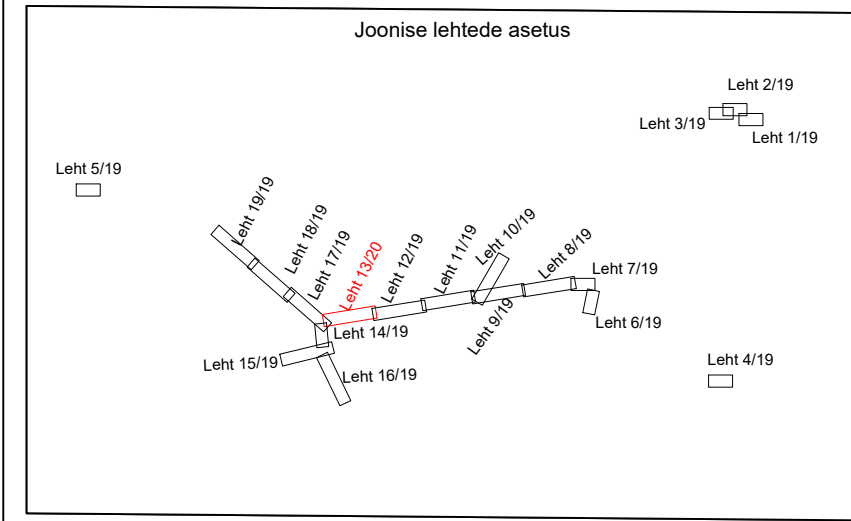 Joonise lehtede asetus
Leht 2/19
Leht 3/19
Leht 1/19
Leht 5/19
Leht 19/19
Leht 18/19
Leht 17/19
Leht 13/20
Leht 12/19
Leht 11/19
Leht 10/19
Leht 8/19
Leht 7/19
Leht 9/19
Leht 6/19
Leht 14/19
Leht 15/19
Leht 16/19
Leht 4/19